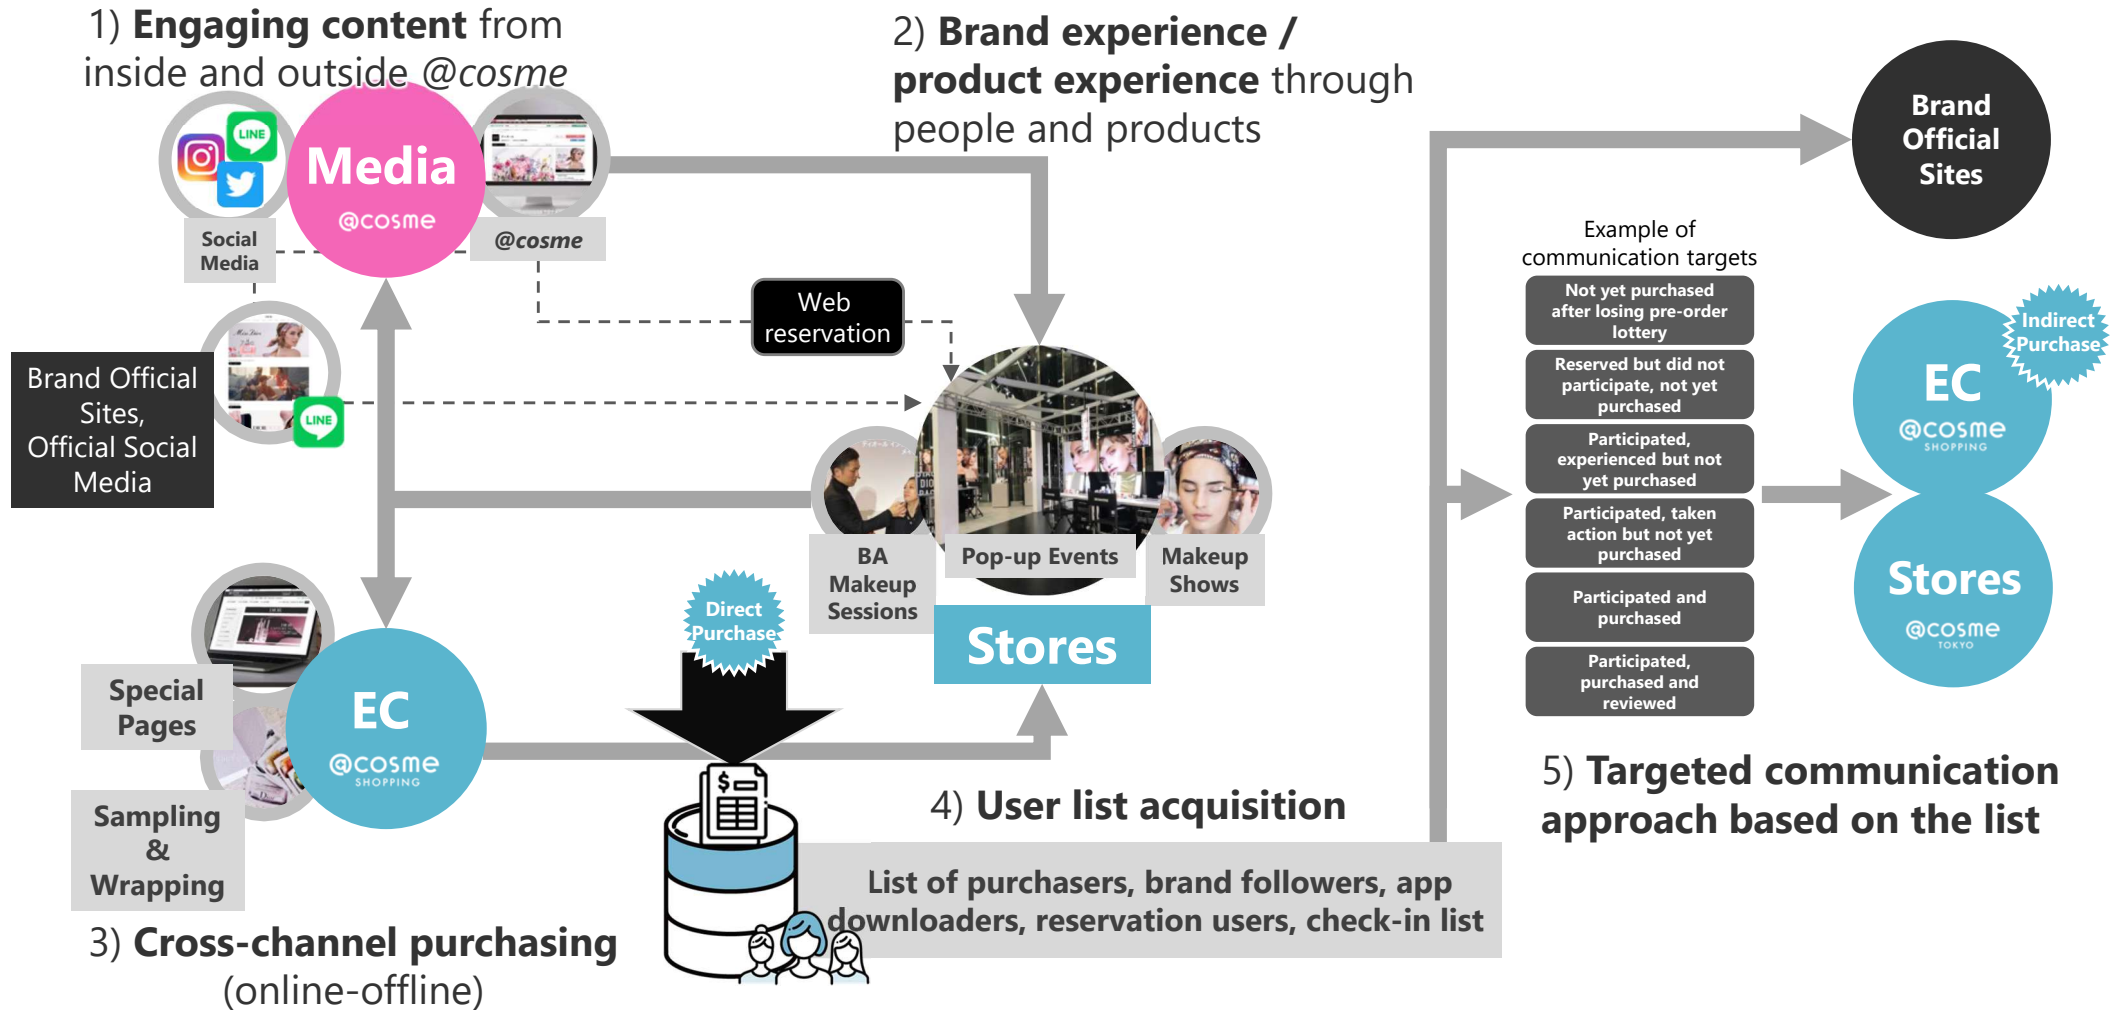 1) Engaging content from
inside and outside @cosme
2) Brand experience /
product experience through
people and products
LINE
Media
@cosme
Social
Media
@cosme
Web
reservation
Brand Official
Sites,
Official Social
Media
LINE
BA
Makeup
Sessions
Pop-up Events
Makeup
Shows
Stores
Direct
Purchase
Special
Pages
EC
@cosme
SHOPPING
Sampling
&
Wrapping
3) Cross-channel purchasing
(online-offline)
$
4) User list acquisition
List of purchasers, brand followers, app
downloaders, reservation users, check-in list
Brand
Official
Sites
Example of
communication targets
Not yet purchased
after losing pre-order
lottery
Reserved but did not
participate, not yet
purchased
Participated,
experienced but not
yet purchased
Participated, taken
action but not yet
purchased
Participated and
purchased
Participated,
purchased and
reviewed
Indirect
Purchase
EC
@cosme
SHOPPING
Stores
@cosme
TOKYO
5) Targeted communication
approach based on the list